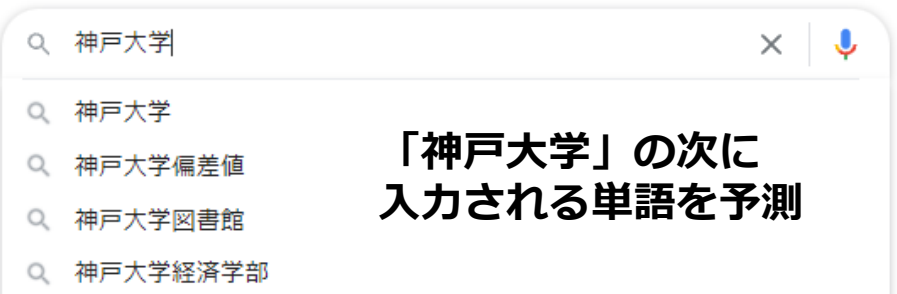 神戸大学
神戸大学
神戸大学偏差値
神戸大学図書館
神戸大学経済学部
「神戸大学」の次に
入力される単語を予測